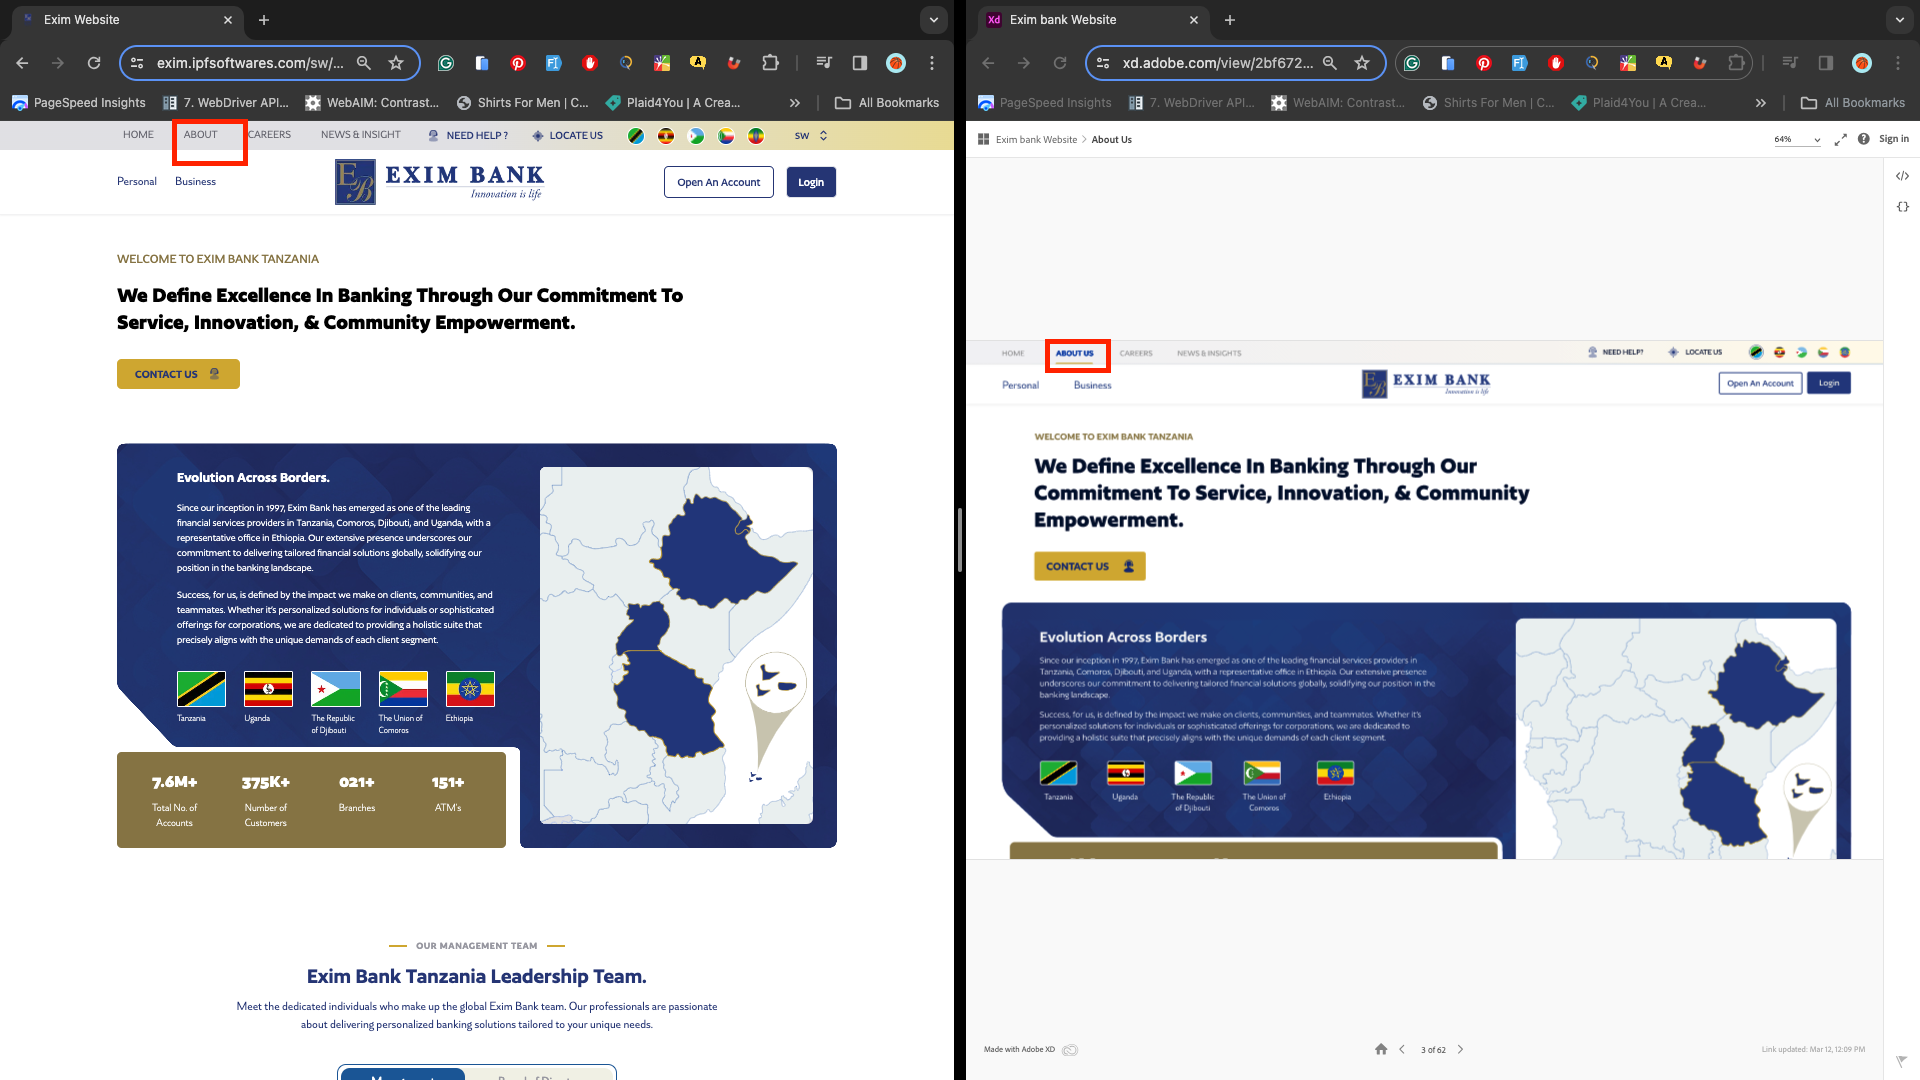 Exim Website
exim.ipfsoftwares.com/sw/...
PageSpeed Insights
7. WebDriver API...
WebAIM: Contrast...
Shirts For Men | C...
Plaid4You | A Crea...
All Bookmarks
HOME
ABOUT
CAREERS
NEWS & INSIGHT
NEED HELP ?
LOCATE US
SW
Personal
Business
EB
EXIM BANK
Innovation is life
Open An Account
Login
WELCOME TO EXIM BANK TANZANIA
We Define Excellence In Banking Through Our Commitment To
Service, Innovation, & Community Empowerment.
CONTACT US
Evolution Across Borders.
Since our inception in 1997, Exim Bank has emerged as one of the leading
financial services providers in Tanzania, Comoros, Djibouti, and Uganda, with a
representative office in Ethiopia. Our extensive presence underscores our
commitment to delivering tailored financial solutions globally, solidifying our
position in the banking landscape.
Success, for us, is defined by the impact we make on clients, communities, and
teammates. Whether it's personalized solutions for individuals or sophisticated
offerings for corporations, we are dedicated to providing a holistic suite that
precisely aligns with the unique demands of each client segment.
Tanzania
Uganda
The Republic
of Djibouti
The Union of
Comoros
Ethiopia
7.6M+
Total No. of
Accounts
375K+
Number of
Customers
021+
Branches
151+
ATM's
OUR MANAGEMENT TEAM
Exim Bank Tanzania Leadership Team.
Meet the dedicated individuals who make up the global Exim Bank team. Our professionals are passionate
about delivering personalized banking solutions tailored to your unique needs.
Xd
Exim bank Website
xd.adobe.com/view/2bf672...
PageSpeed Insights
7. WebDriver API...
WebAIM: Contrast...
Shirts For Men | C...
Plaid4You | A Crea...
All Bookmarks
Exim bank Website > About Us
64%
Sign in
HOME
ABOUT US
CAREERS
NEWS & INSIGHTS
NEED HELP?
LOCATE US
Personal
Business
EB
EXIM BANK
Innovation is life
Open An Account
Login
WELCOME TO EXIM BANK TANZANIA
We Define Excellence In Banking Through Our
Commitment To Service, Innovation, & Community
Empowerment.
CONTACT US
Evolution Across Borders
Since our inception in 1997, Exim Bank has emerged as one of the leading financial services providers in
Tanzania, Comoros, Djibouti, and Uganda, with a representative office in Ethiopia. Our extensive presence
underscores our commitment to delivering tailored financial solutions globally, solidifying our position in the
banking landscape.
Success, for us, is defined by the impact we make on clients, communities, and teammates. Whether it's
personalized solutions for individuals or sophisticated offerings for corporations, we are dedicated to
providing a holistic suite that precisely aligns with the unique demands of each client segment.
Tanzania
Uganda
The Republic
of Djibouti
The Union of
Comoros
Ethiopia
Made with Adobe XD
3 of 62
Link updated: Mar 12, 12:09 PM